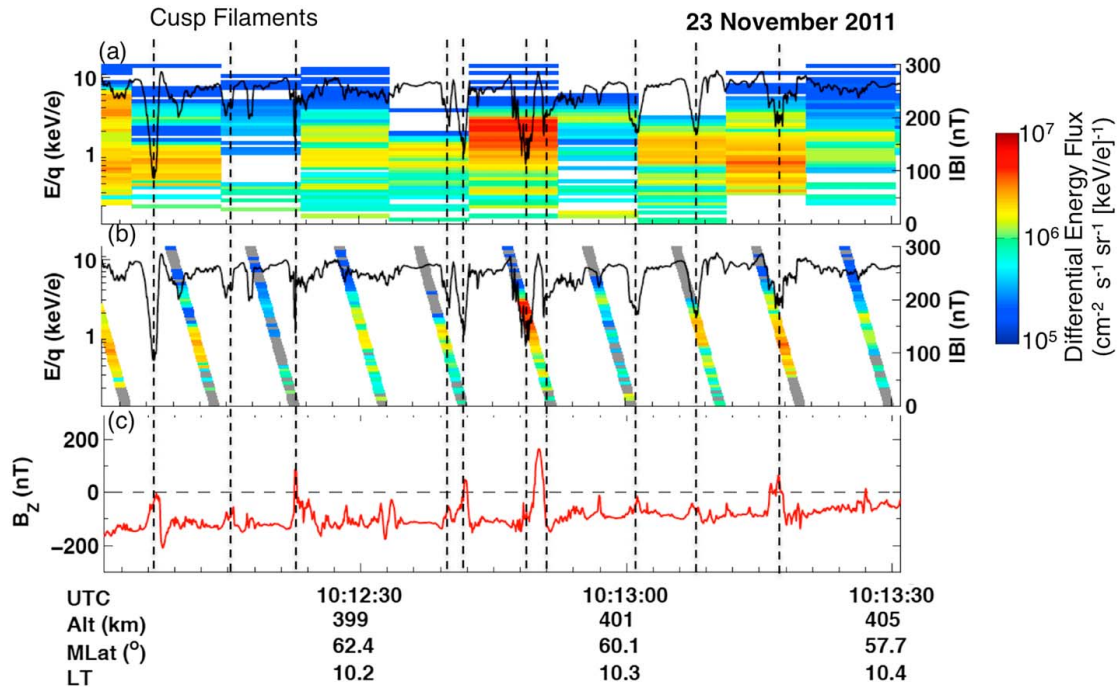 Cusp Filaments
23 November 2011
(a)
10
1
E/q (keV/e)
300
200
100
0
|B| (nT)
(b)
10
1
E/q (keV/e)
300
200
100
0
|B| (nT)
(c)
200
0
−200
B_Z (nT)
10^7
10^6
10^5
Differential Energy Flux
(cm^-2 s^-1 sr^-1 [keV/e]^-1)
UTC 10:12:30 10:13:00 10:13:30
Alt (km) 399 401 405
MLat (°) 62.4 60.1 57.7
LT 10.2 10.3 10.4